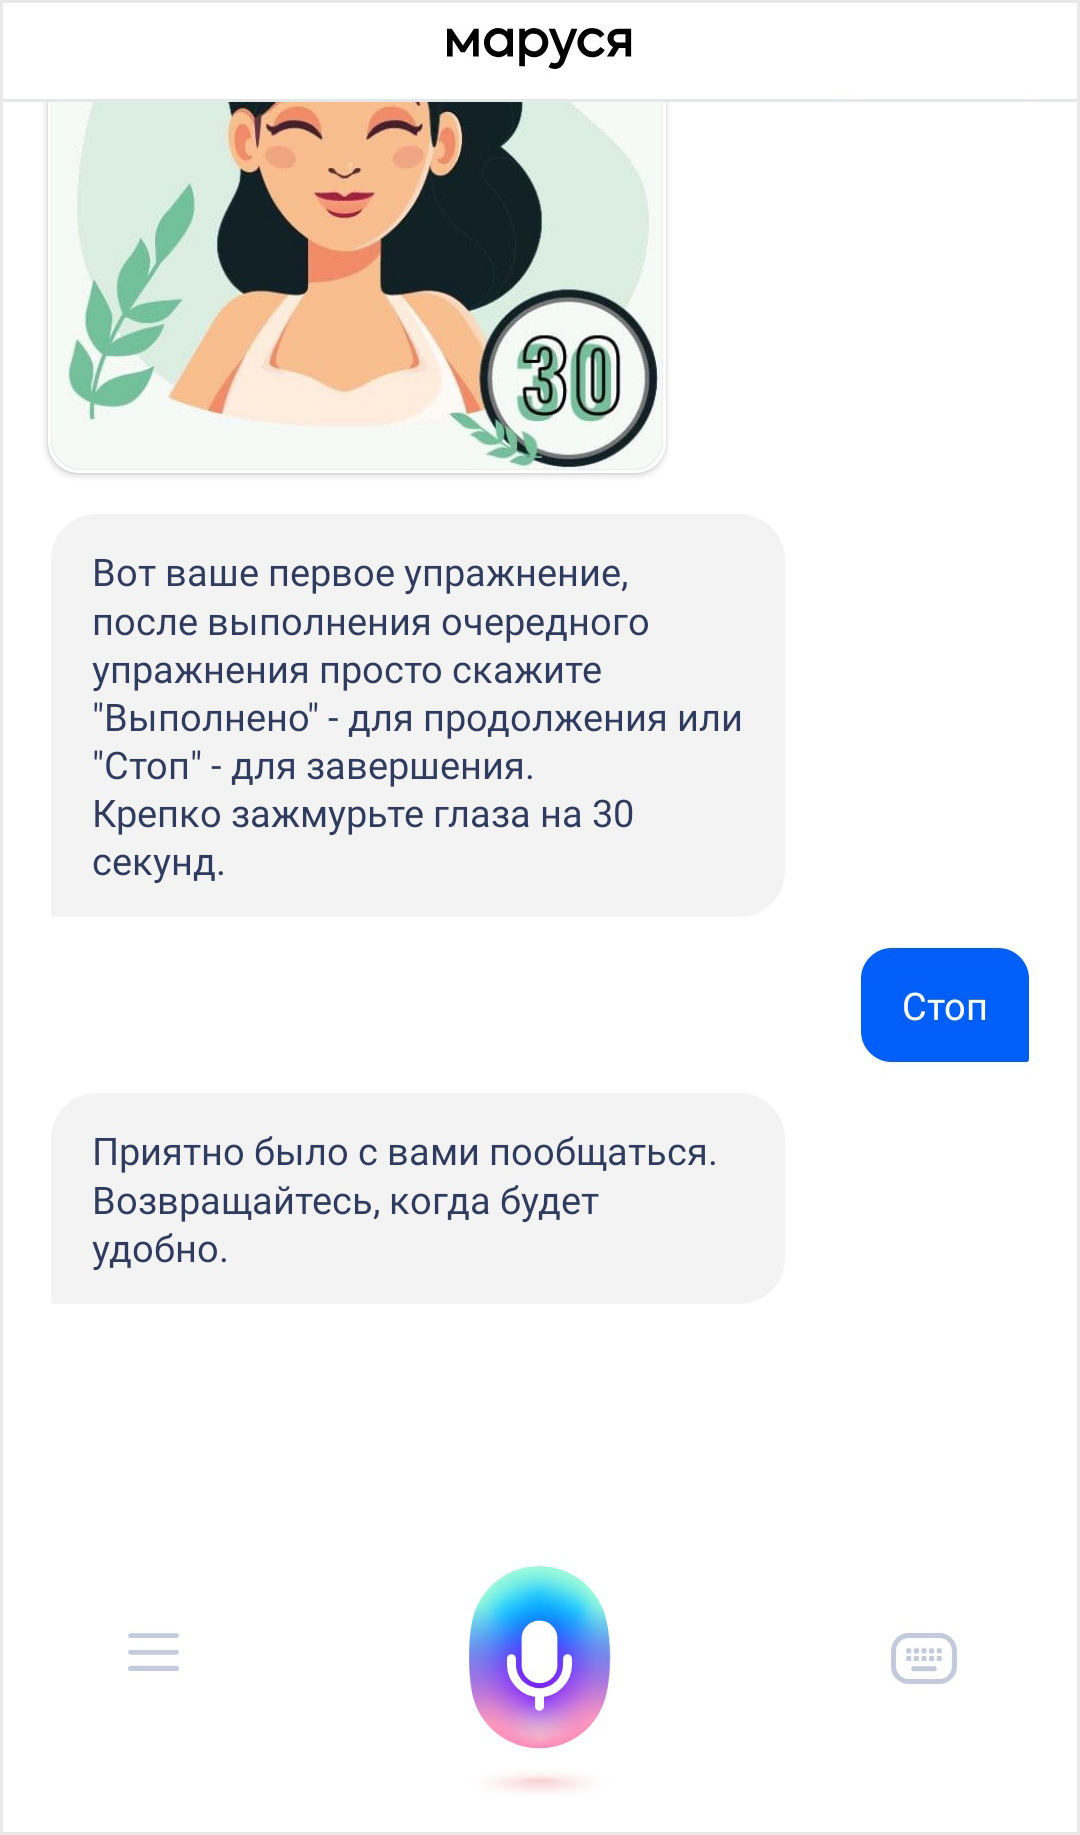 маруся
30
Вот ваше первое упражнение,
после выполнения очередного
упражнения просто скажите
"Выполнено" - для продолжения или
"Стоп" - для завершения.
Крепко зажмурьте глаза на 30
секунд.
Стоп
Приятно было с вами пообщаться.
Возвращайтесь, когда будет
удобно.